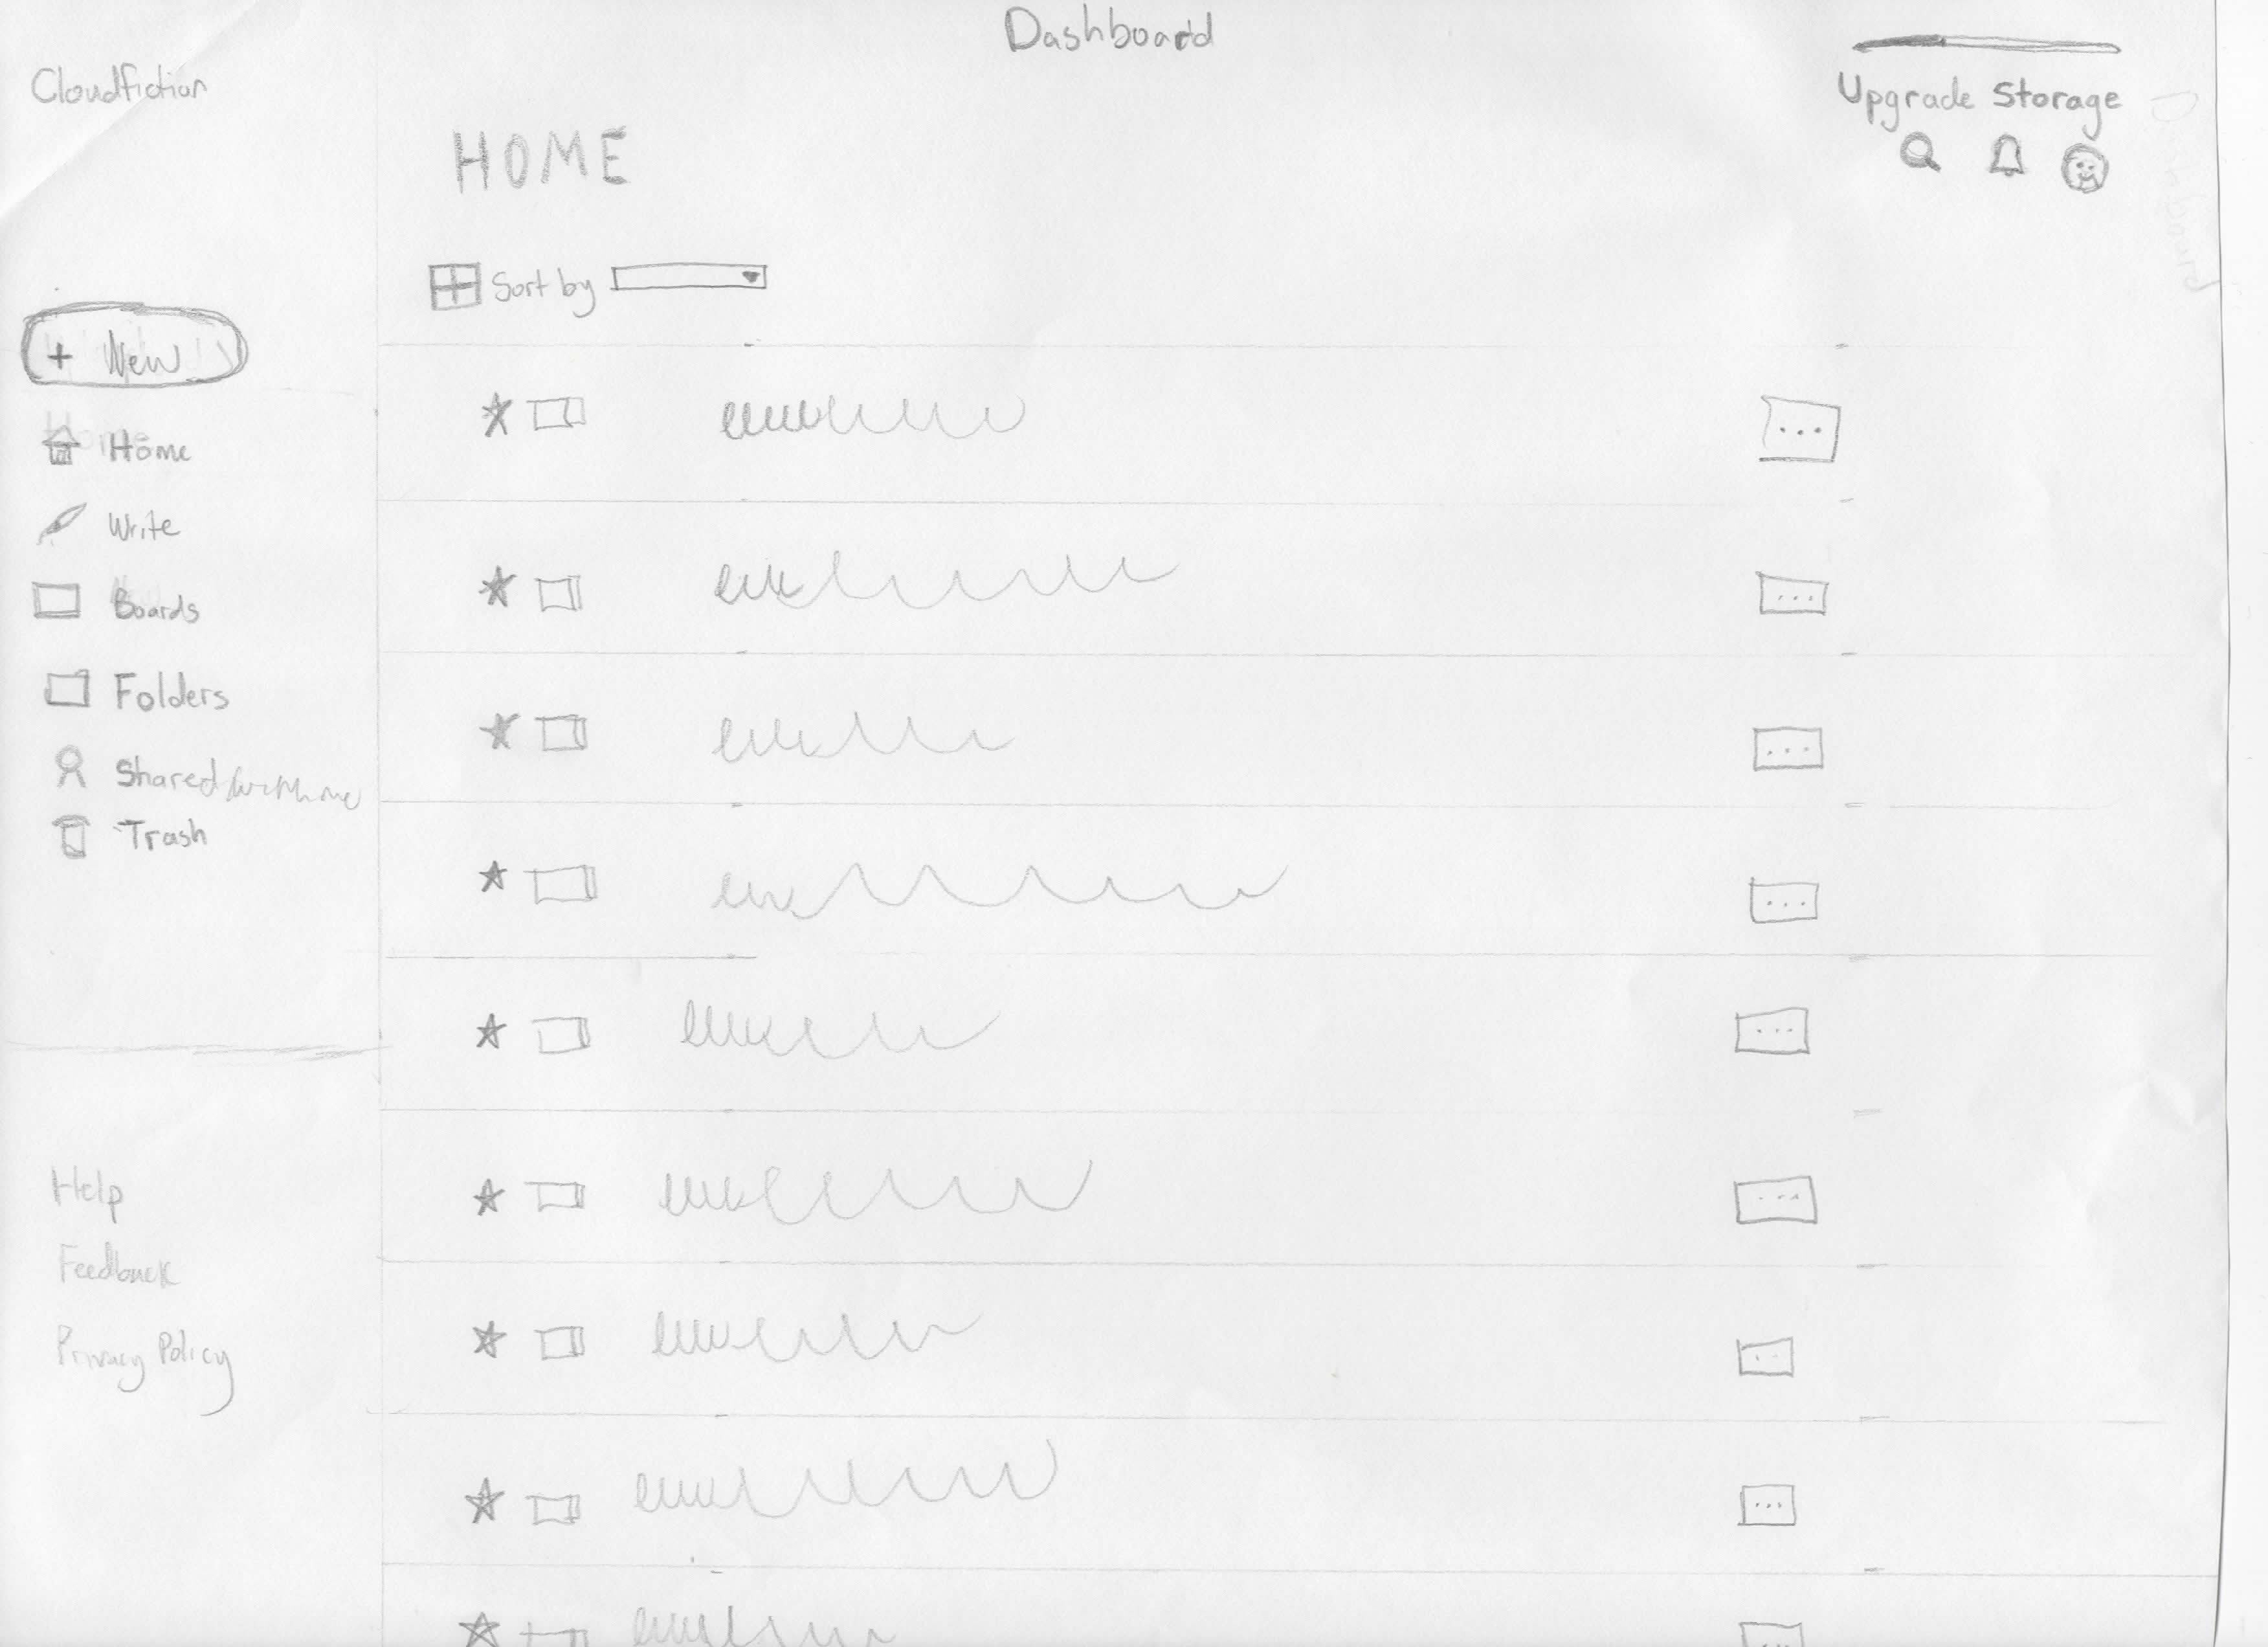 Dashboard
Cloudfiction
Upgrade Storage
HOME
Sort by
+ New
Home
Write
Boards
Folders
Shared/with me
Trash
Help
Feedback
Privacy Policy